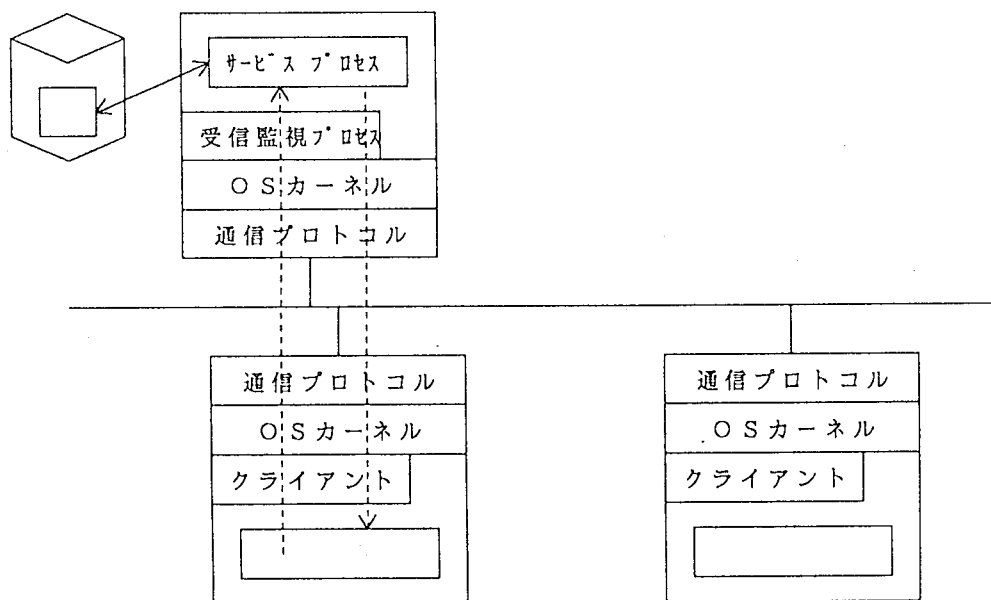 サービス プロセス
受信監視プロセス
OSカーネル
通信プロトコル
通信プロトコル
OSカーネル
クライアント
通信プロトコル
OSカーネル
クライアント